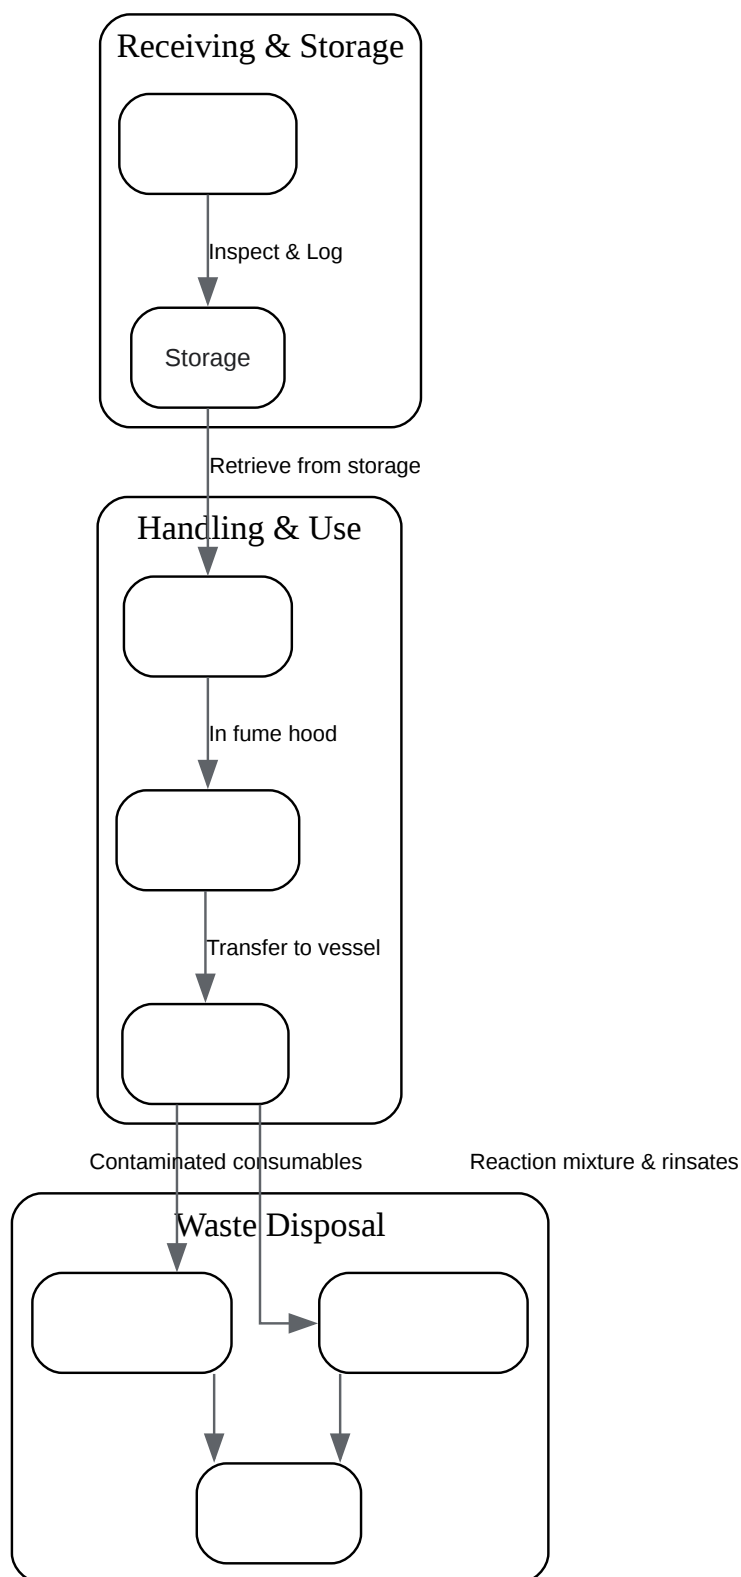 Receiving & Storage
Inspect & Log
Storage
Retrieve from storage
Handling & Use
In fume hood
Transfer to vessel
Contaminated consumables
Reaction mixture & rinsates
Waste Disposal